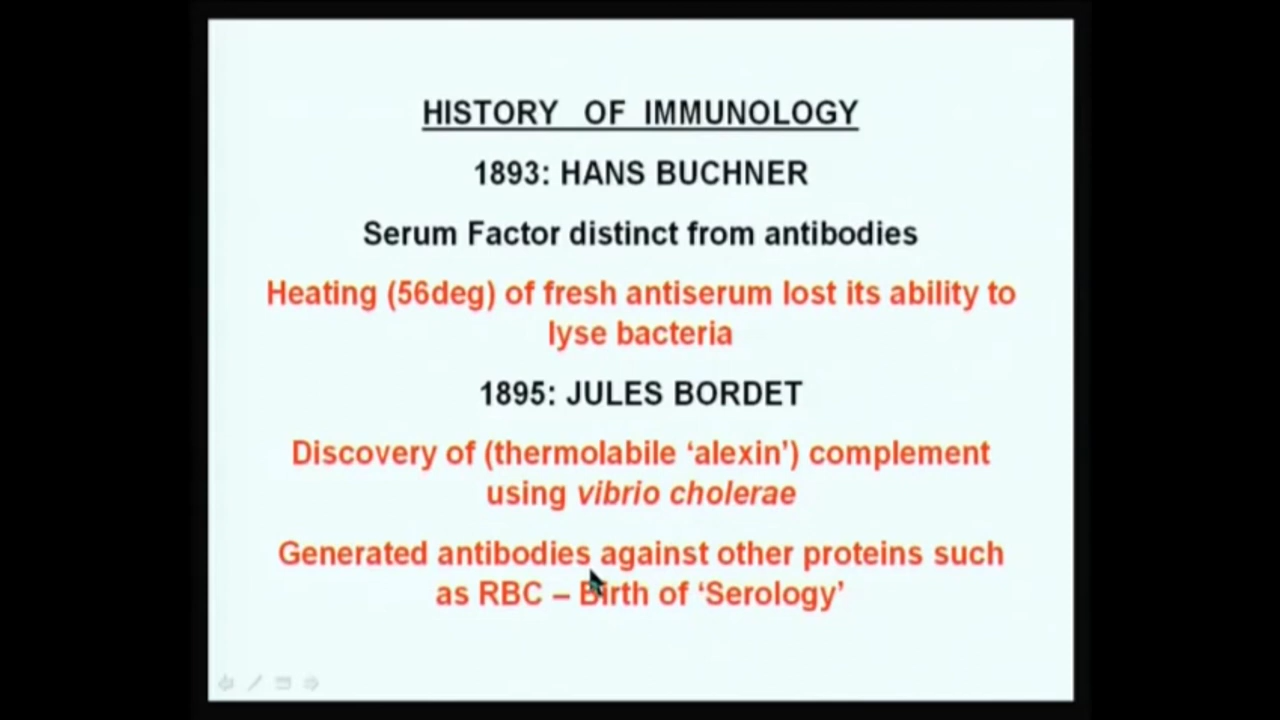 HISTORY OF IMMUNOLOGY
1893: HANS BUCHNER
Serum Factor distinct from antibodies
Heating (56deg) of fresh antiserum lost its ability to
lyse bacteria
1895: JULES BORDET
Discovery of (thermolabile ‘alexin’) complement
using vibrio cholerae
Generated antibodies against other proteins such
as RBC – Birth of ‘Serology’